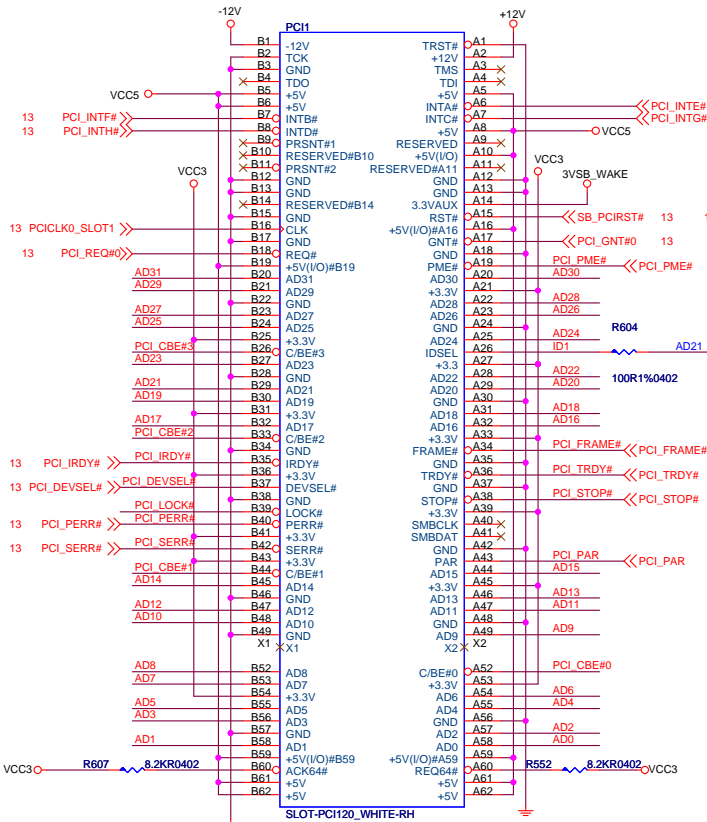 -12V +12V
PCI1
B1 -12V TRST# A1
B2 TCK +12V A2
B3 GND TMS A3
B4 TDO TDI A4
VCC5 B5 +5V +5V A5
B6 +5V INTA# A6 PCI_INTE#
13 PCI_INTF# B7 INTB# INTC# A7 PCI_INTG#
13 PCI_INTH# B8 INTD# +5V A8 VCC5
B9 PRSNT#1 RESERVED A9
B10 RESERVED#B10 +5V(I/O) A10
B11 PRSNT#2 RESERVED#A11 A11
VCC3 B12 GND GND A12 VCC3 3VSB_WAKE
B13 GND GND A13
B14 RESERVED#B14 3.3VAUX A14
B15 GND RST# A15 SB_PCIRST# 13
13 PCICLK0_SLOT1 B16 CLK +5V(I/O)#A16 A16
B17 GND GNT# A17 PCI_GNT#0 13
13 PCI_REQ#0 B18 REQ# GND A18
B19 +5V(I/O)#B19 PME# A19 PCI_PME# PCI_PME#
AD31 B20 AD31 AD30 A20 AD30
AD29 B21 AD29 +3.3V A21
B22 GND AD28 A22 AD28
AD27 B23 AD27 AD26 A23 AD26
AD25 B24 AD25 GND A24
B25 +3.3V AD24 A25 AD24 R604
PCI_CBE#3 B26 C/BE#3 IDSEL A26 ID1 AD21
AD23 B27 AD23 +3.3 A27
B28 GND AD22 A28 AD22 100R1%0402
AD21 B29 AD21 AD20 A29 AD20
AD19 B30 AD19 GND A30
B31 +3.3V AD18 A31 AD18
AD17 B32 AD17 AD16 A32 AD16
PCI_CBE#2 B33 C/BE#2 +3.3V A33
B34 GND FRAME# A34 PCI_FRAME# PCI_FRAME#
13 PCI_IRDY# PCI_IRDY# B35 IRDY# GND A35
B36 +3.3V TRDY# A36 PCI_TRDY# PCI_TRDY#
13 PCI_DEVSEL# PCI_DEVSEL# B37 DEVSEL# GND A37
B38 GND STOP# A38 PCI_STOP# PCI_STOP#
PCI_LOCK# B39 LOCK# +3.3V A39
13 PCI_PERR# PCI_PERR# B40 PERR# SMBCLK A40
B41 +3.3V SMBDAT A41
13 PCI_SERR# PCI_SERR# B42 SERR# GND A42
B43 +3.3V PAR A43 PCI_PAR PCI_PAR
PCI_CBE#1 B44 C/BE#1 AD15 A44 AD15
AD14 B45 AD14 +3.3V A45
B46 GND AD13 A46 AD13
AD12 B47 AD12 AD11 A47 AD11
AD10 B48 AD10 GND A48
B49 GND AD9 A49 AD9
X1 X1 X2 X2
AD8 B52 AD8 C/BE#0 A52 PCI_CBE#0
AD7 B53 AD7 +3.3V A53
B54 +3.3V AD6 A54 AD6
AD5 B55 AD5 AD4 A55 AD4
AD3 B56 AD3 GND A56
B57 GND AD2 A57 AD2
AD1 B58 AD1 AD0 A58 AD0
B59 +5V(I/O)#B59 +5V(I/O)#A59 A59
VCC3 R607 8.2KR0402 B60 ACK64# REQ64# A60 R552 8.2KR0402 VCC3
B61 +5V +5V A61
B62 +5V +5V A62
SLOT-PCI120_WHITE-RH